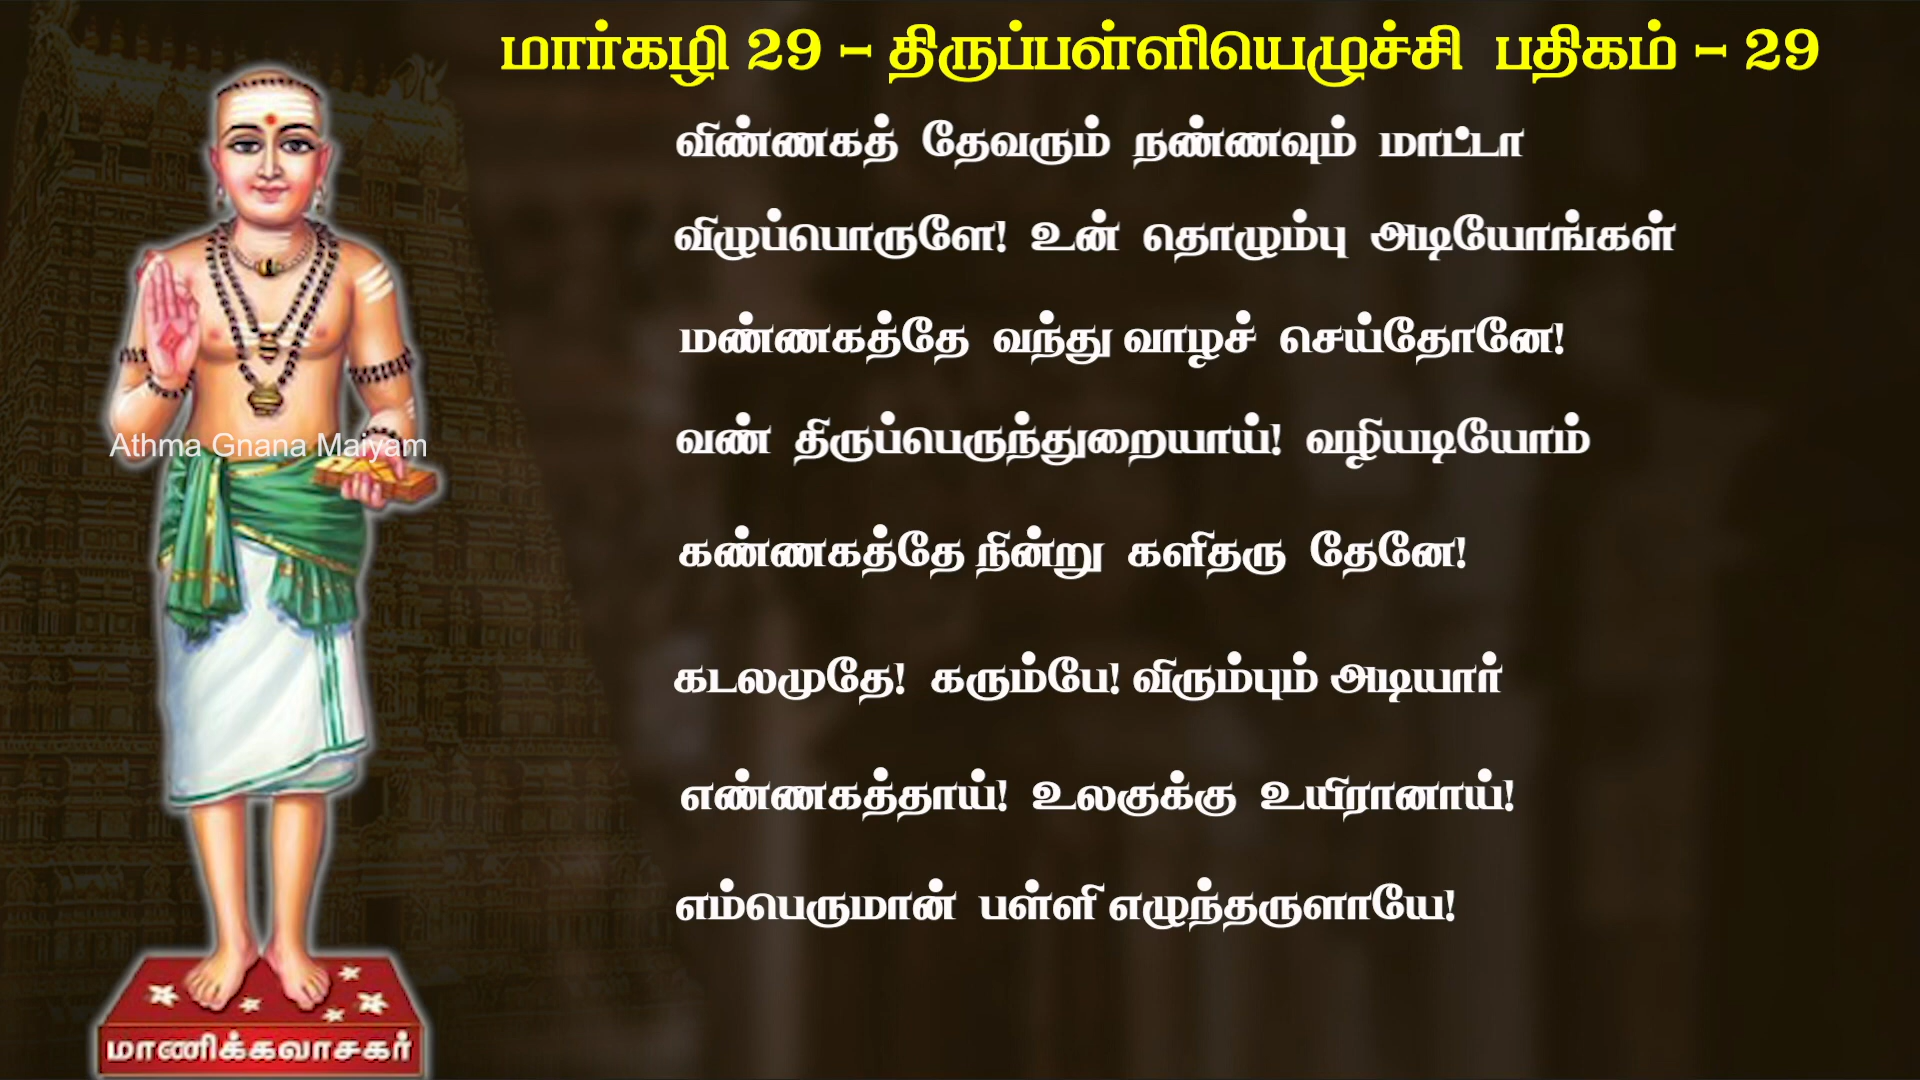 மார்கழி 29 – திருப்பள்ளியெழுச்சி பதிகம் – 29
விண்ணகத் தேவரும் நண்ணவும் மாட்டா
விழுப்பொருளே! உன் தொழும்பு அடியோங்கள்
மண்ணகத்தே வந்து வாழச் செய்தோனே!
வண் திருப்பெருந்துறையாய்! வழியடியோம்
கண்ணகத்தே நின்று களிதரு தேனே!
கடலமுதே! கரும்பே! விரும்பும் அடியார்
எண்ணகத்தாய்! உலகுக்கு உயிரானாய்!
எம்பெருமான் பள்ளி எழுந்தருளாயே!
Athma Gnana Maiyam
மாணிக்கவாசகர்